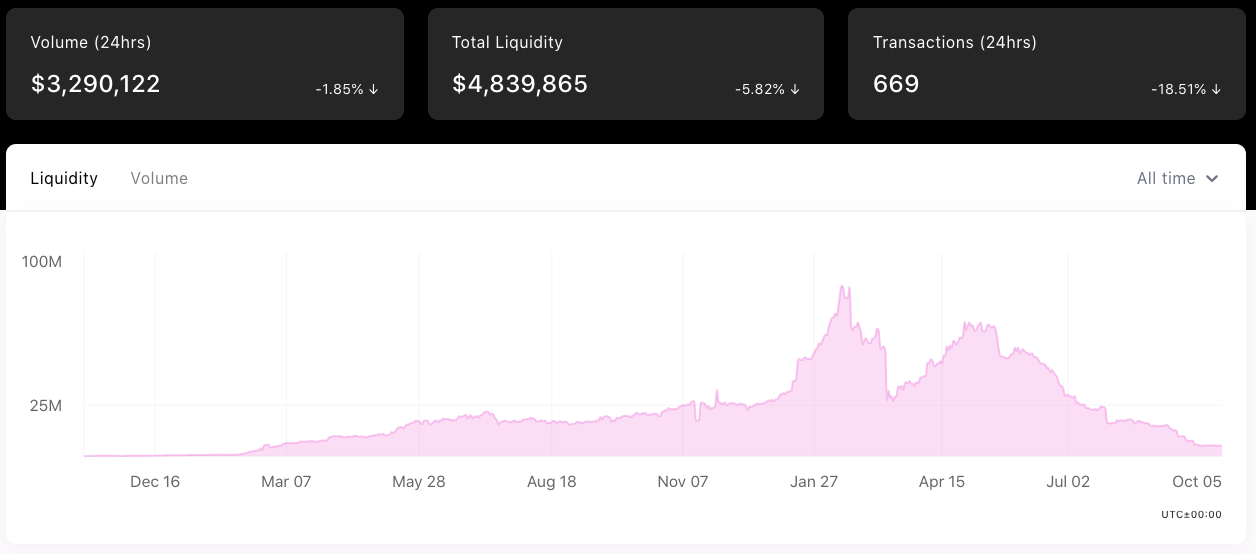 Volume (24hrs)
$3,290,122
-1.85% ↓
Total Liquidity
$4,839,865
-5.82% ↓
Transactions (24hrs)
669
-18.51% ↓
Liquidity
Volume
All time
100M
25M
Dec 16
Mar 07
May 28
Aug 18
Nov 07
Jan 27
Apr 15
Jul 02
Oct 05
UTC±00:00